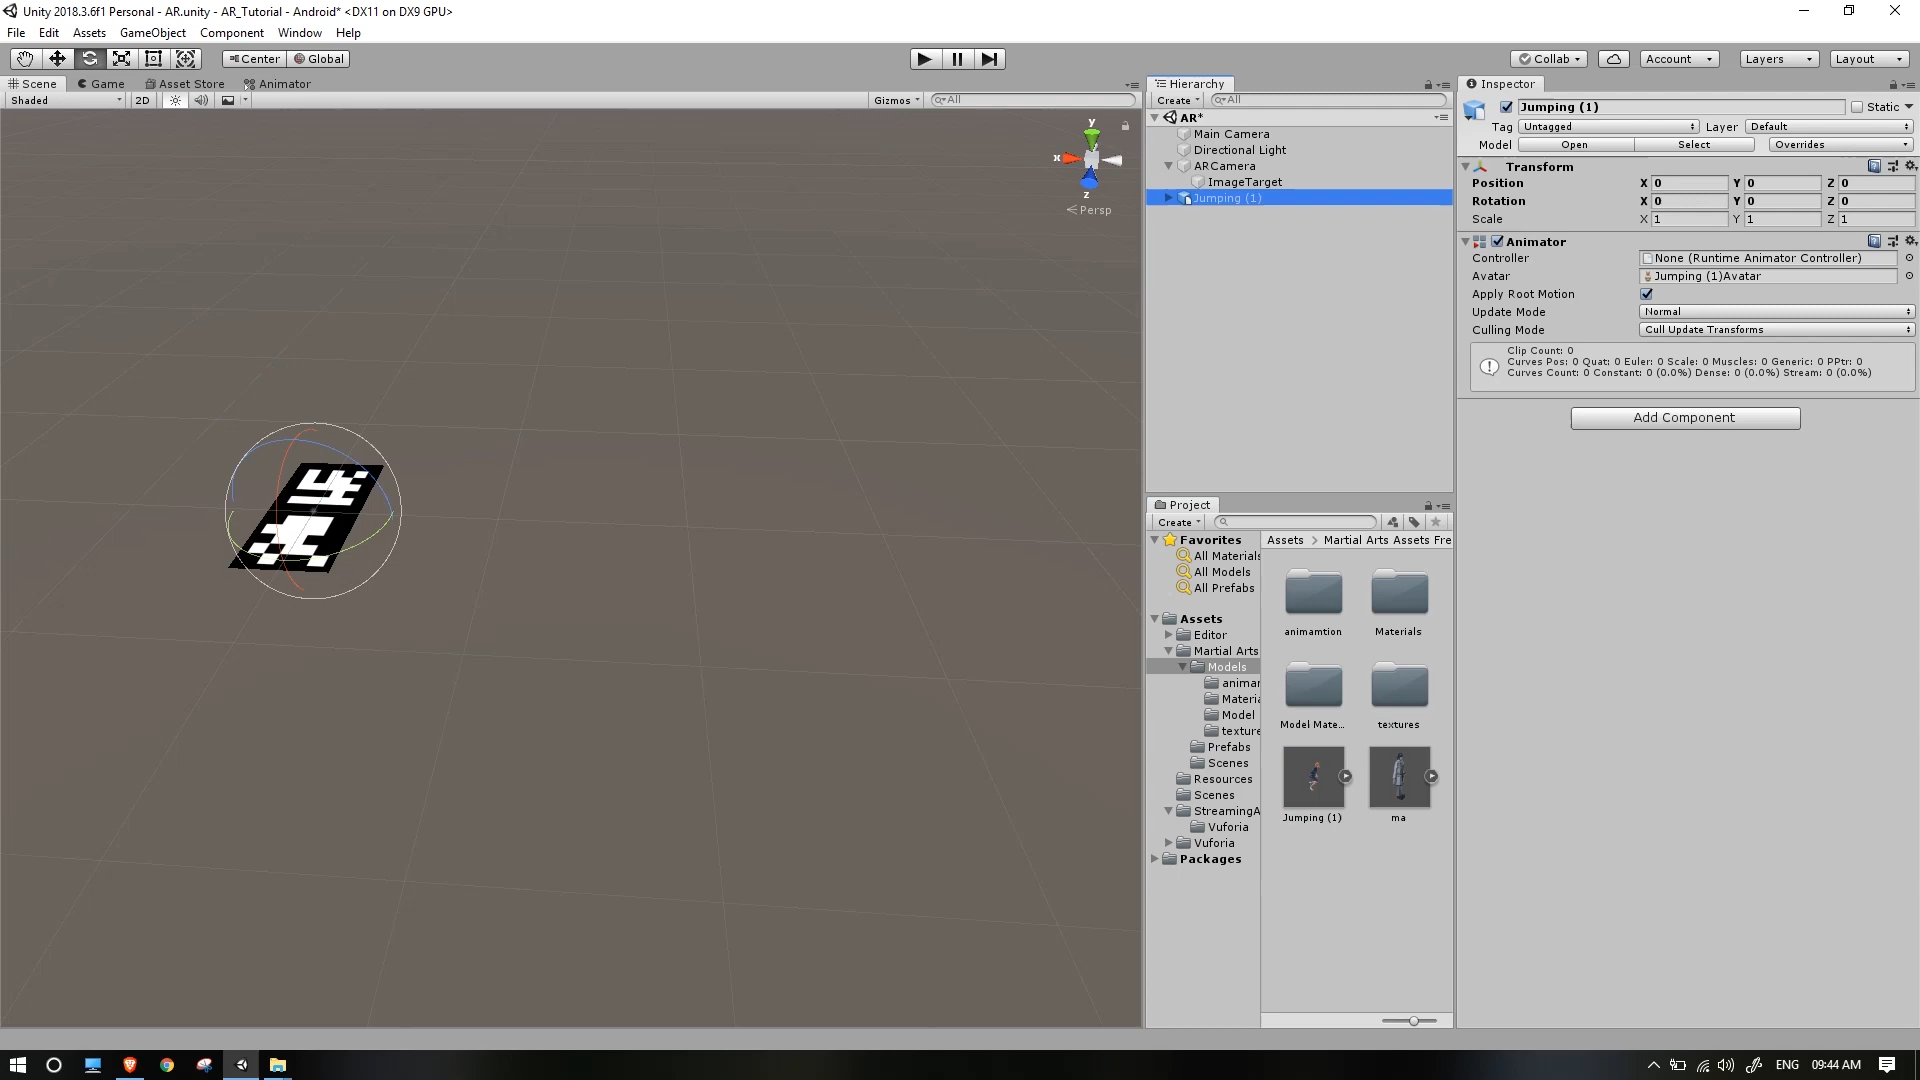 Unity 2018.3.6f1 Personal - AR.unity - AR_Tutorial - Android* <DX11 on DX9 GPU>
File Edit Assets GameObject Component Window Help
Center Global
Collab Account Layers Layout
Scene Game Asset Store Animator
Shaded 2D Gizmos All
y
x
z
Persp
Hierarchy
Create All
AR*
Main Camera
Directional Light
ARCamera
ImageTarget
Jumping (1)
Project
Create
Favorites
All Materials
All Models
All Prefabs
Assets
Editor
Martial Arts
Models
animar
Materia
Model
texture
Prefabs
Scenes
Resources
Scenes
StreamingA
Vuforia
Vuforia
Packages
Assets > Martial Arts Assets Fre
animamtion Materials
Model Mate... textures
Jumping (1) ma
Inspector
Jumping (1) Static
Tag Untagged Layer Default
Model Open Select Overrides
Transform
Position X 0 Y 0 Z 0
Rotation X 0 Y 0 Z 0
Scale X 1 Y 1 Z 1
Animator
Controller None (Runtime Animator Controller)
Avatar Jumping (1)Avatar
Apply Root Motion
Update Mode Normal
Culling Mode Cull Update Transforms
Clip Count: 0
Curves Pos: 0 Quat: 0 Euler: 0 Scale: 0 Muscles: 0 Generic: 0 PPtr: 0
Curves Count: 0 Constant: 0 (0.0%) Dense: 0 (0.0%) Stream: 0 (0.0%)
Add Component
ENG 09:44 AM